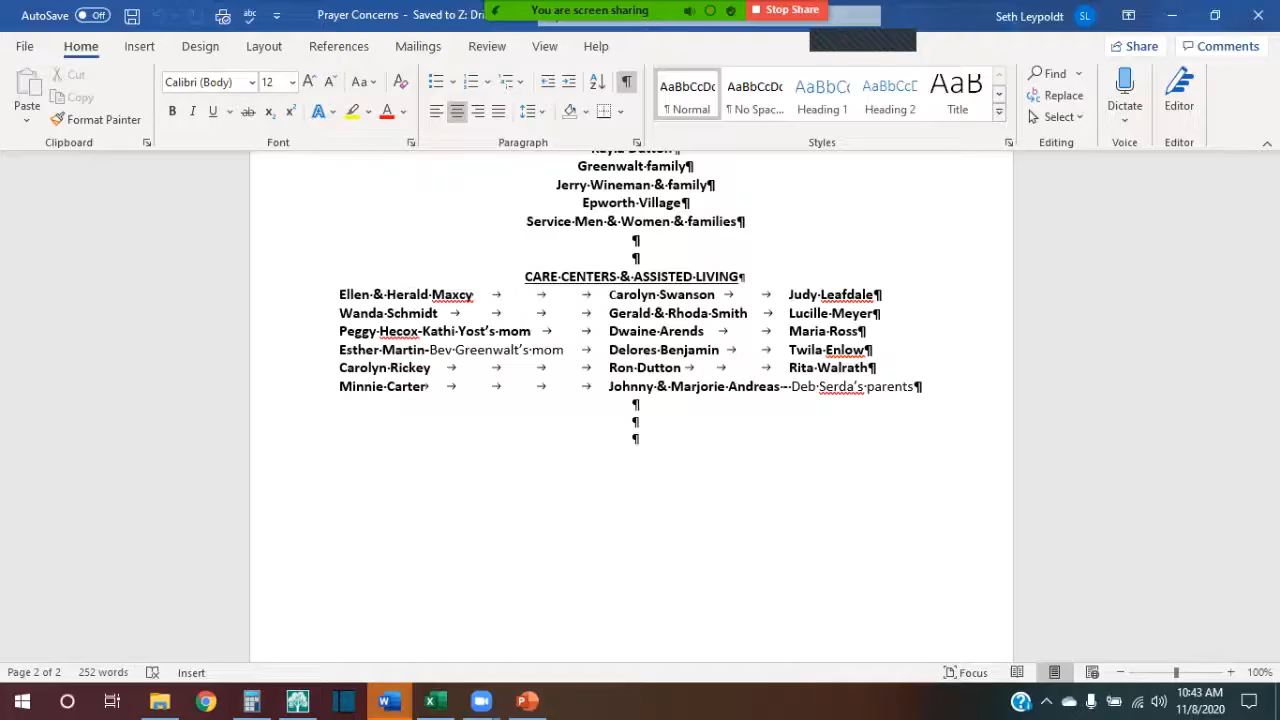 AutoSave Off Prayer Concerns - Saved to Z: Dri You are screen sharing Stop Share Seth Leypoldt SL
File Home Insert Design Layout References Mailings Review View Help Share Comments
Paste Cut Copy Format Painter
Calibri (Body) 12
AaBbCcDc AaBbCcDc AaBbCc AaBbCcD AaB
¶ Normal ¶ No Spac... Heading 1 Heading 2 Title
Find Replace Select
Dictate Editor
Clipboard Font Paragraph Styles Editing Voice Editor
Kayla·Dutton¶
Greenwalt·family¶
Jerry·Wineman·&·family¶
Epworth·Village¶
Service·Men·&·Women·&·families¶
¶
¶
CARE·CENTERS·&·ASSISTED·LIVING¶
Ellen·&·Herald·Maxcy → → → Carolyn·Swanson → → Judy·Leafdale¶
Wanda·Schmidt → → → → Gerald·&·Rhoda·Smith → Lucille·Meyer¶
Peggy·Hecox-Kathi·Yost's·mom → → Dwaine·Arends → → Maria·Ross¶
Esther·Martin-Bev·Greenwalt's·mom → Delores·Benjamin → → Twila·Enlow¶
Carolyn·Rickey → → → → Ron·Dutton → → → Rita·Walrath¶
Minnie·Carter → → → → Johnny·&·Marjorie·Andreas--·Deb·Serda's·parents¶
¶
¶
¶
Page 2 of 2 252 words Insert Focus 100%
10:43 AM
11/8/2020